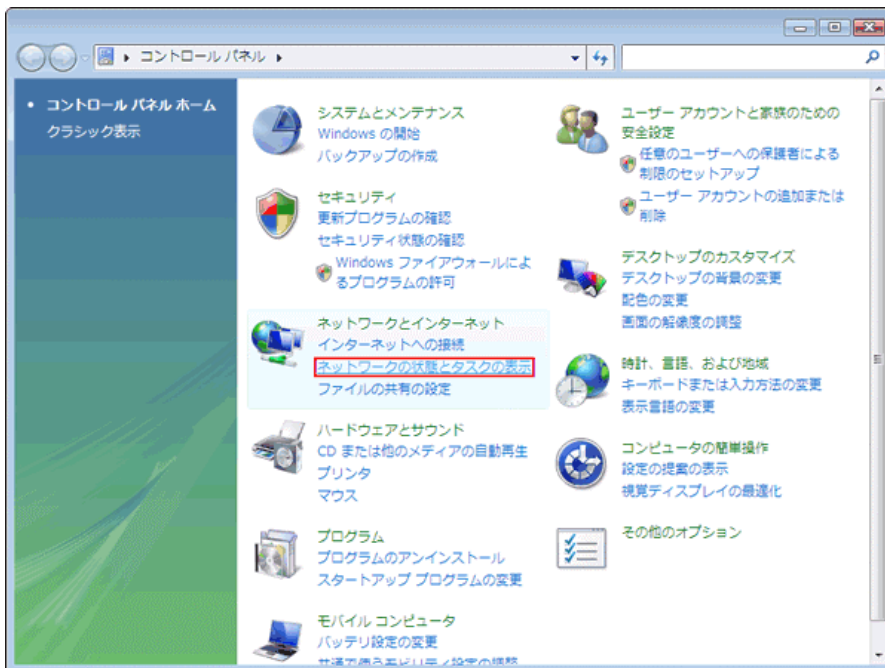 コントロール パネル
コントロール パネル ホーム
クラシック表示
システムとメンテナンス
Windows の開始
バックアップの作成
セキュリティ
更新プログラムの確認
セキュリティ状態の確認
Windows ファイアウォールによ
るプログラムの許可
ネットワークとインターネット
インターネットへの接続
ネットワークの状態とタスクの表示
ファイルの共有の設定
ハードウェアとサウンド
CD または他のメディアの自動再生
プリンタ
マウス
プログラム
プログラムのアンインストール
スタートアップ プログラムの変更
モバイル コンピュータ
バッテリ設定の変更
共通で使うモビリティ設定の調整
ユーザー アカウントと家族のための
安全設定
任意のユーザーへの保護者による
制限のセットアップ
ユーザー アカウントの追加または
削除
デスクトップのカスタマイズ
デスクトップの背景の変更
配色の変更
画面の解像度の調整
時計、言語、および地域
キーボードまたは入力方法の変更
表示言語の変更
コンピュータの簡単操作
設定の提案の表示
視覚ディスプレイの最適化
その他のオプション